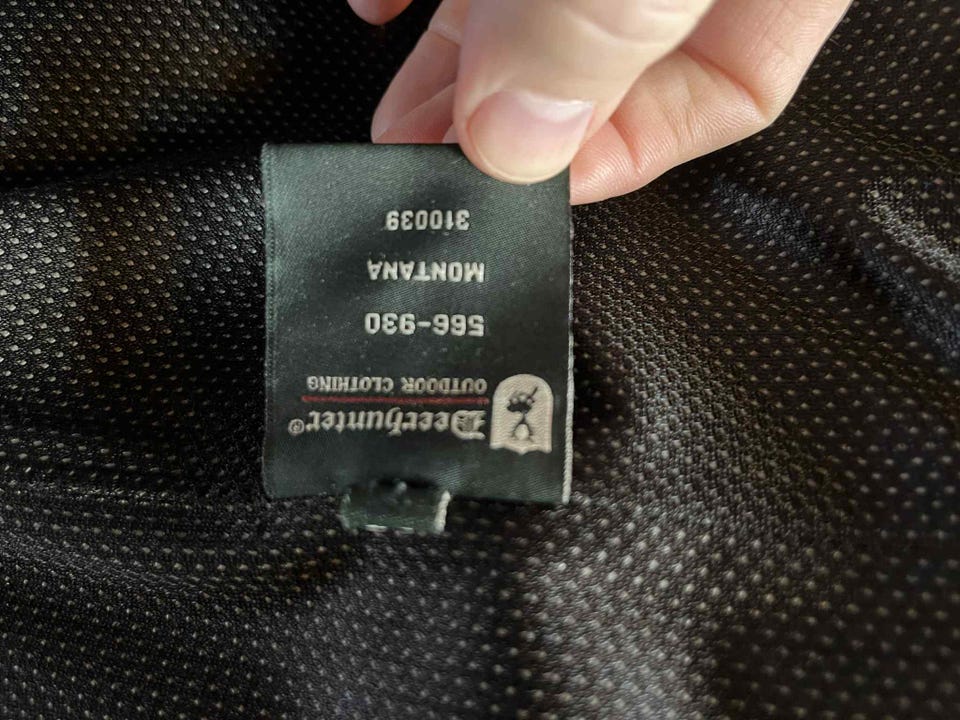 Deerhunter®
OUTDOOR CLOTHING
566-930
MONTANA
310039